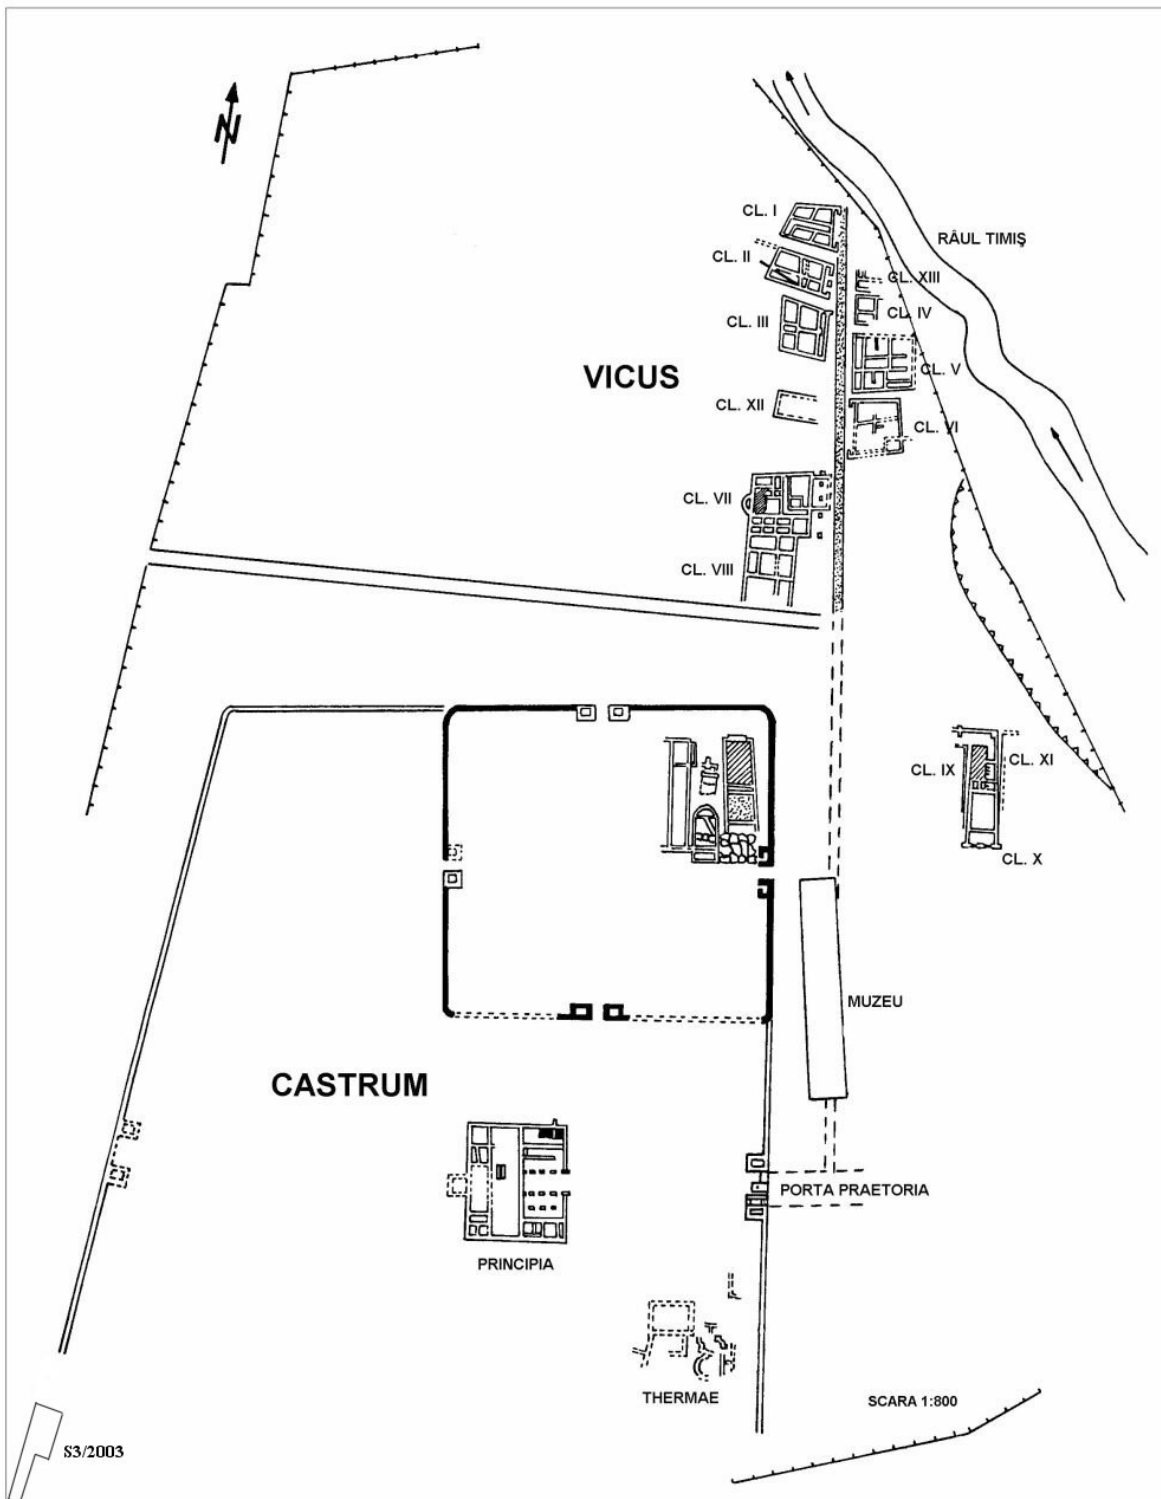 N
CL. I
RÂUL TIMIŞ
CL. II
CL. XIII
CL. IV
CL. III
VICUS
CL. V
CL. XII
CL. VI
CL. VII
CL. VIII
CL. IX
CL. XI
CL. X
MUZEU
CASTRUM
PORTA PRAETORIA
PRINCIPIA
THERMAE
SCARA 1:800
S3/2003